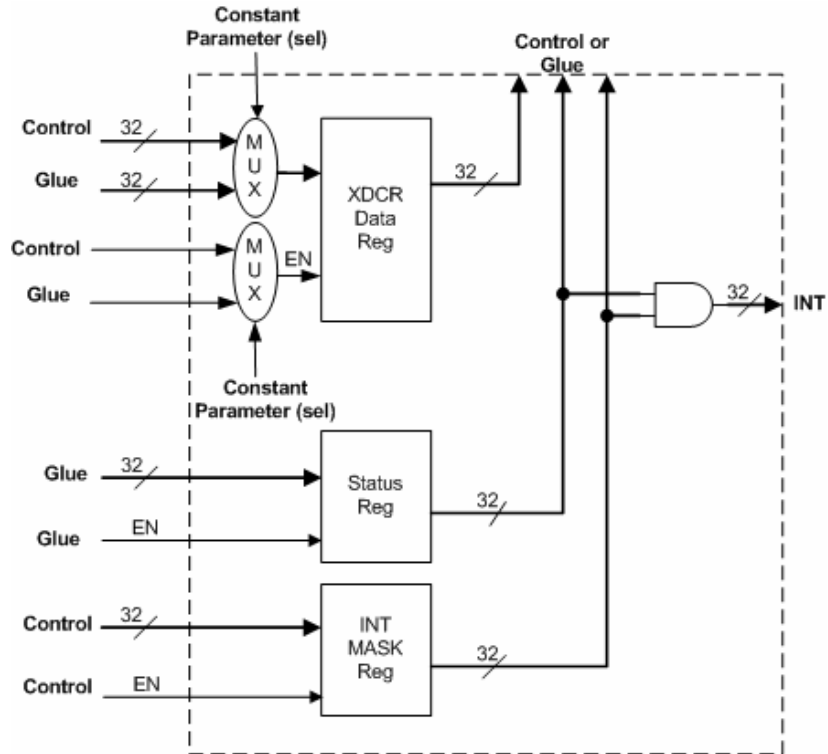 Constant
Parameter (sel)
Control or
Glue
Control
32
Glue
32
M
U
X
XDCR
Data
Reg
32
Control
Glue
M
U
X
EN
32
INT
Constant
Parameter (sel)
Glue
32
Glue
EN
Status
Reg
32
Control
32
Control
EN
INT
MASK
Reg
32